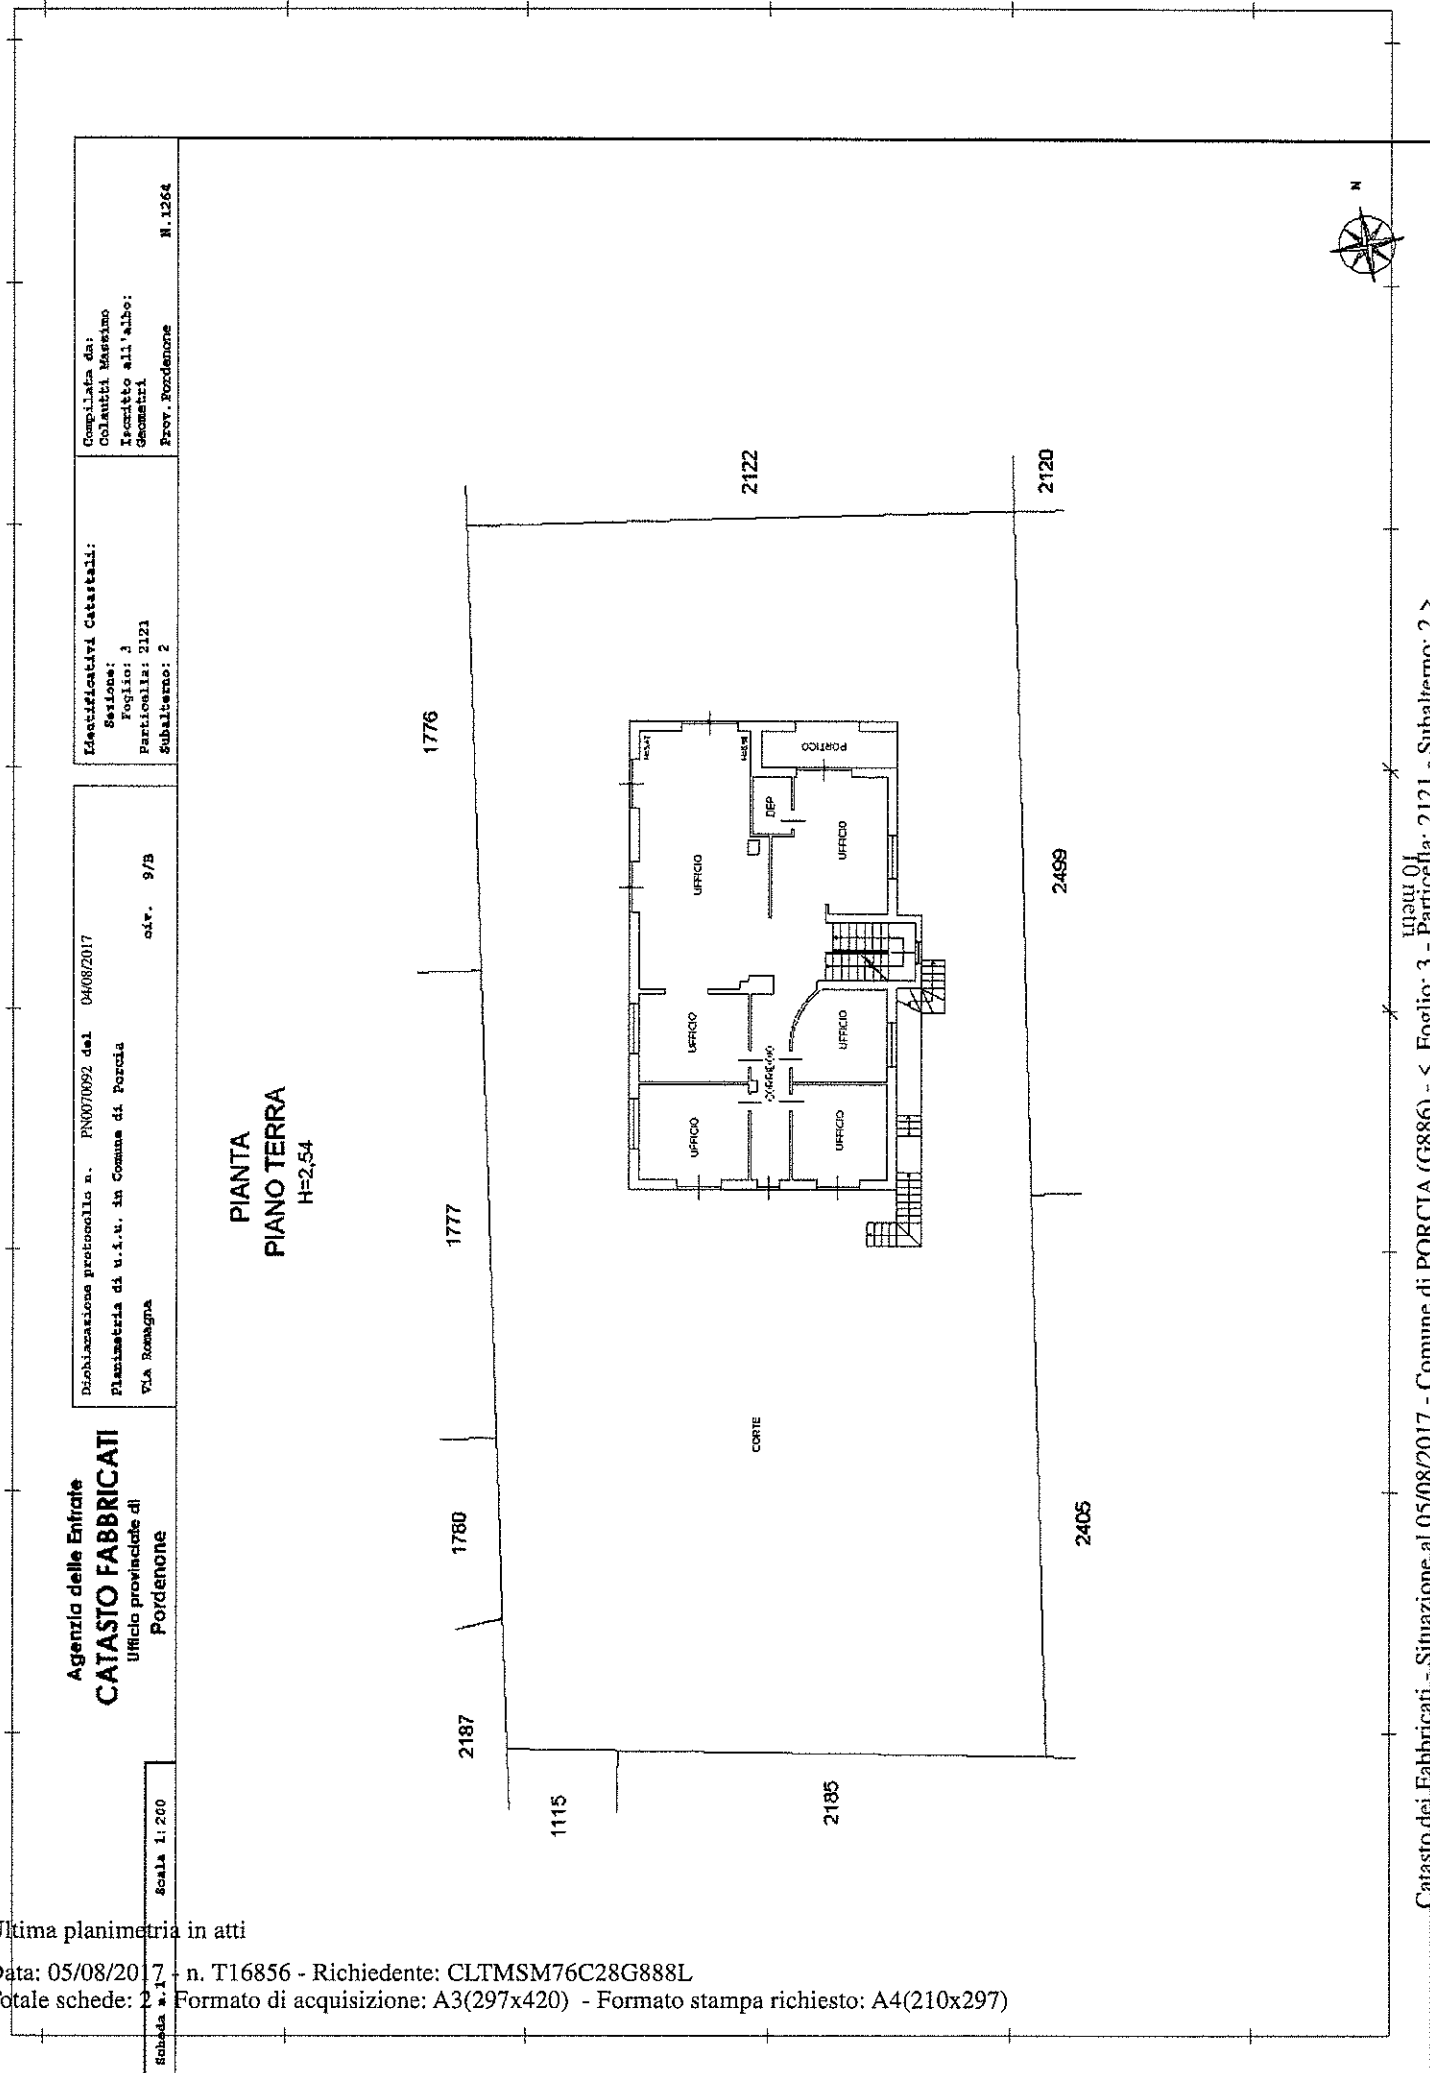 Agenzia delle Entrate
CATASTO FABBRICATI
Ufficio provinciale di
Pordenone
Dichiarazione protocollo n. PN0070092 del 04/08/2017
Planimetria di u.i.u. in Comune di Porcia
Via Romagna civ. 9/B
Identificativi Catastali:
Sezione:
Foglio: 3
Particella: 2121
Subalterno: 2
Compilata da:
Colautti Massimo
Iscritto all'albo:
Geometri
Prov. Pordenone N. 1264
Scheda n.1 Scala 1:200
PIANTA
PIANO TERRA
H=2,54
1776
1777
1780
2187
1115
2185
2405
2499
2120
2122
N
UFFICIO
UFFICIO
UFFICIO
CORRIDOIO
UFFICIO
UFFICIO
UFFICIO
DEP
PORTICO
CORTE
10 metri
Ultima planimetria in atti
Data: 05/08/2017 - n. T16856 - Richiedente: CLTMSM76C28G888L
Totale schede: 2 - Formato di acquisizione: A3(297x420) - Formato stampa richiesto: A4(210x297)
Catasto dei Fabbricati - Situazione al 05/08/2017 - Comune di PORCIA (G886) - < Foglio: 3 - Particella: 2121 - Subalterno: 2 >